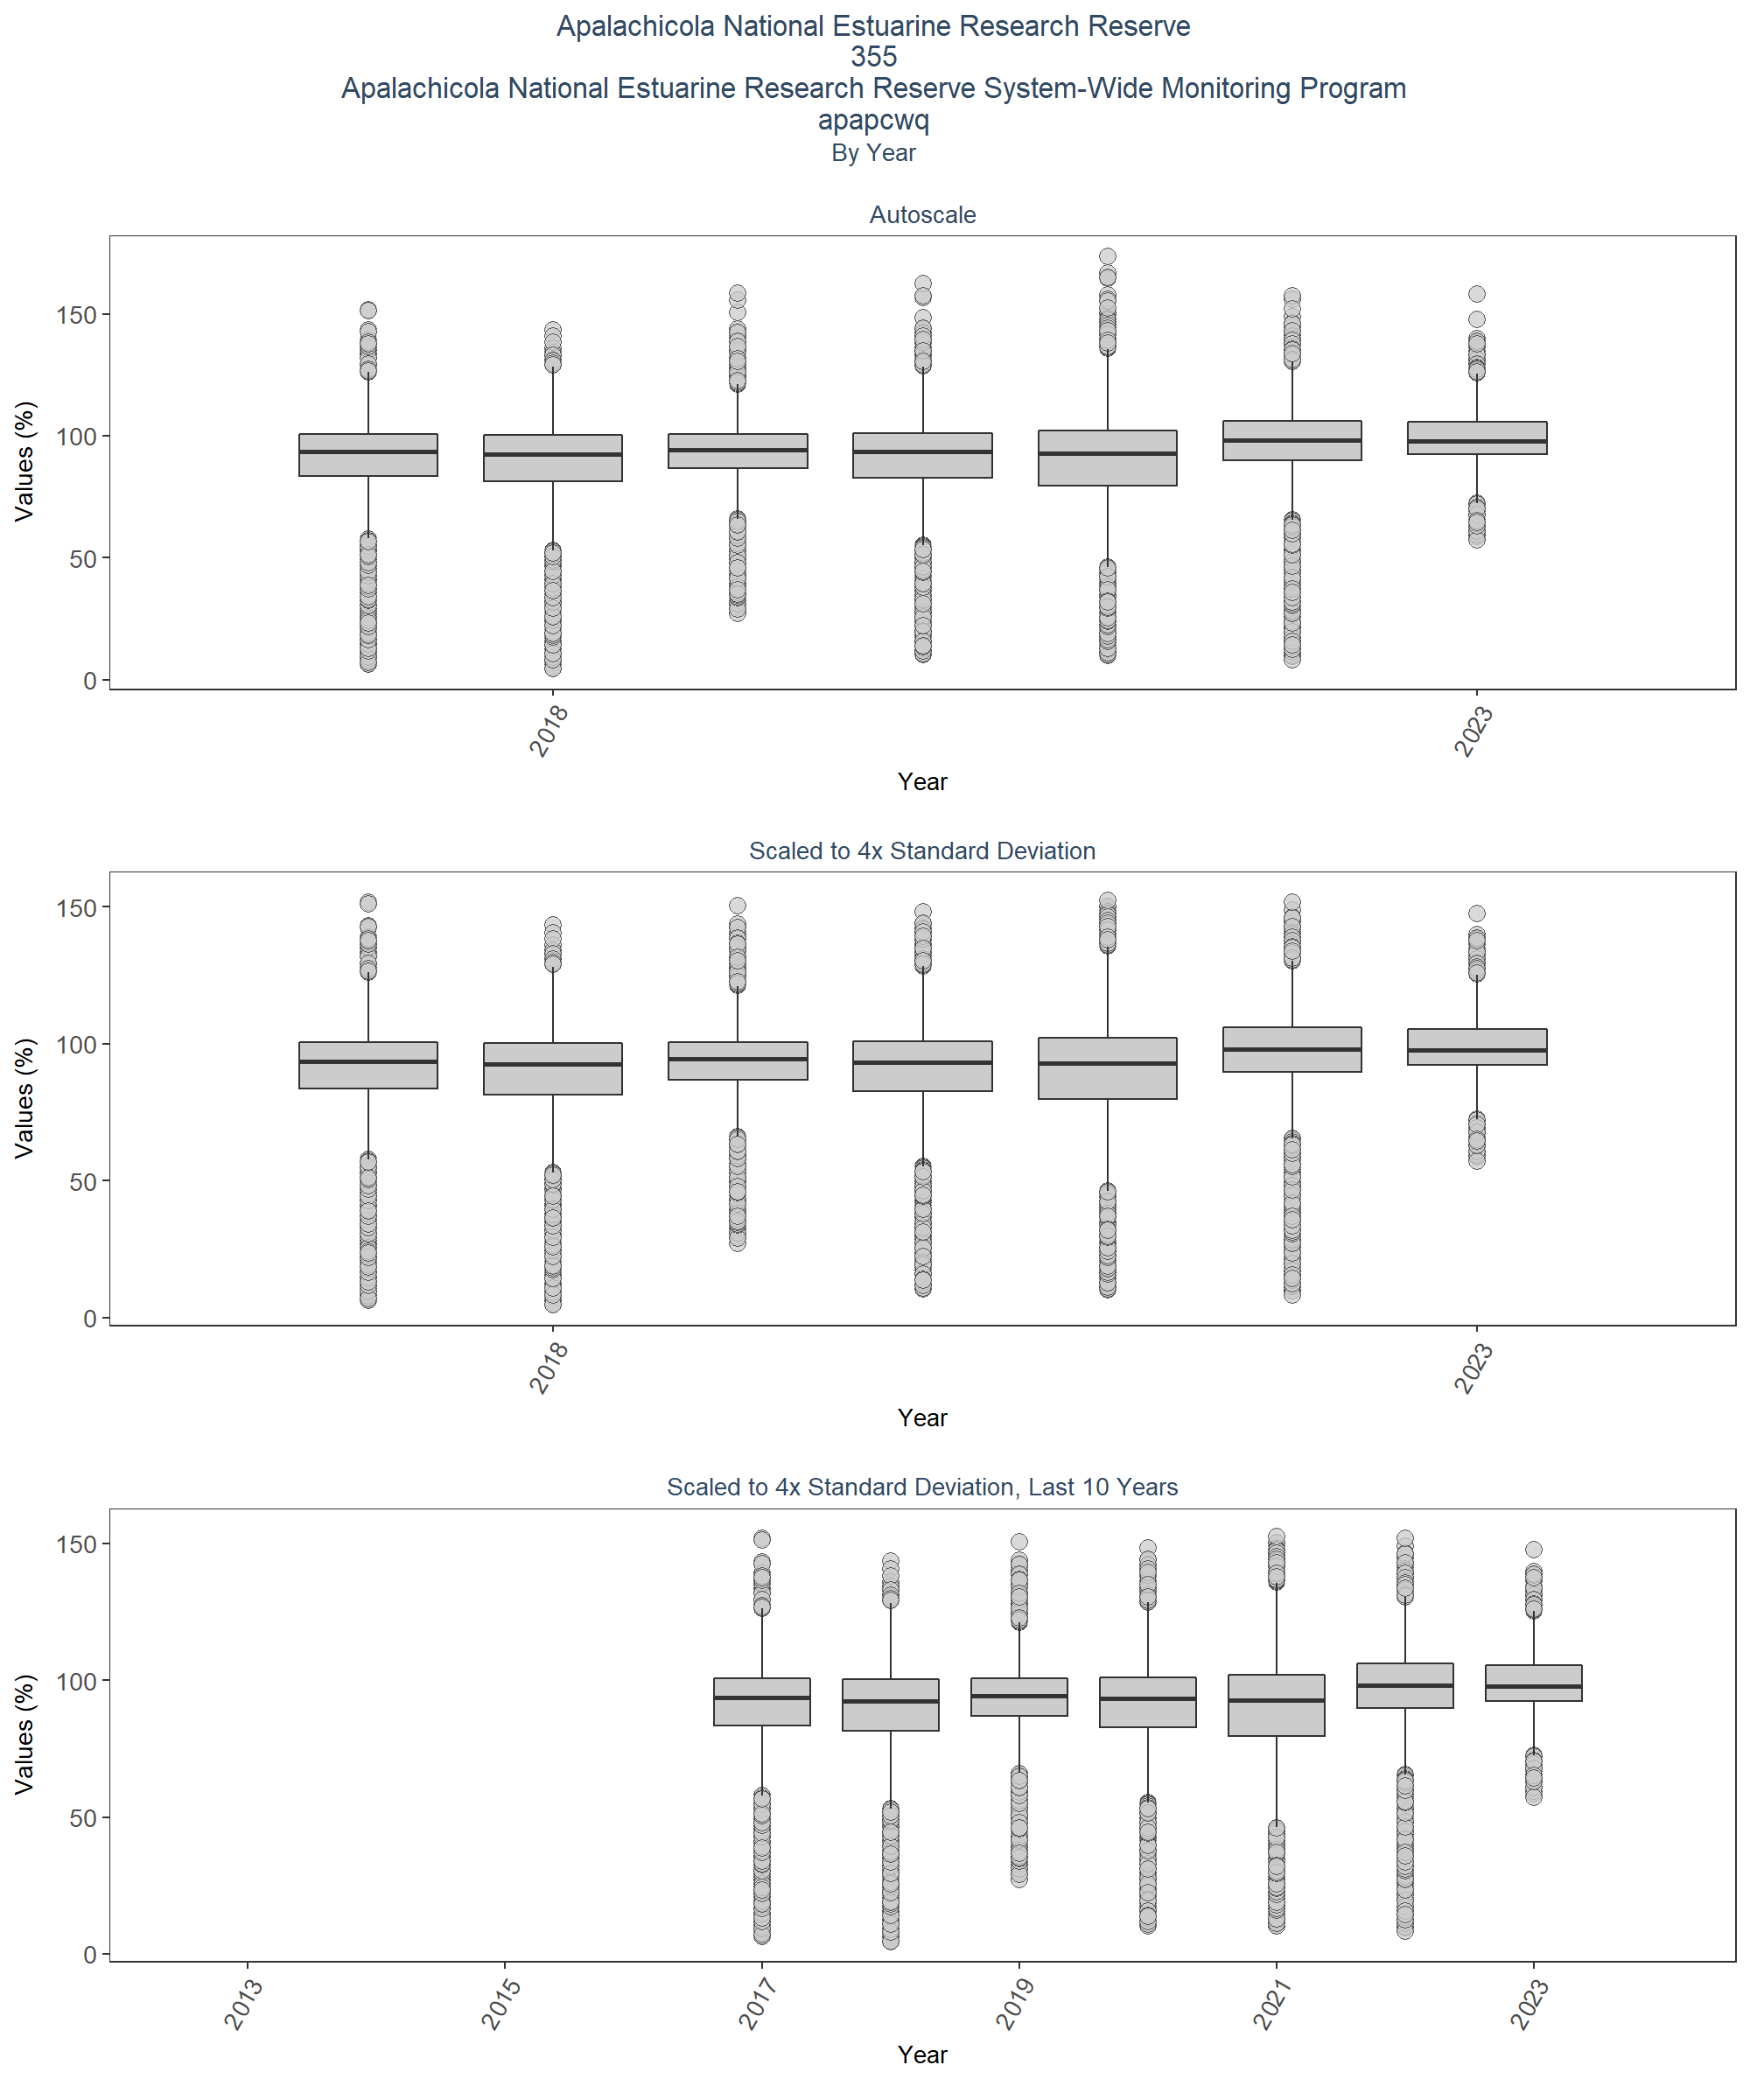 Apalachicola National Estuarine Research Reserve
355
Apalachicola National Estuarine Research Reserve System-Wide Monitoring Program
apapcwq
By Year
Autoscale
Values (%)
150
100
50
0
2018
2023
Year
Scaled to 4x Standard Deviation
Values (%)
150
100
50
0
2018
2023
Year
Scaled to 4x Standard Deviation, Last 10 Years
Values (%)
150
100
50
0
2013
2015
2017
2019
2021
2023
Year